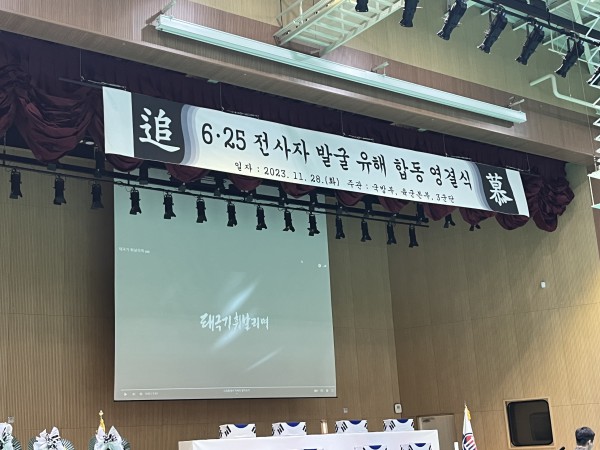 追
6·25 전사자 발굴 유해 합동 영결식
일자 : 2023. 11. 28.(화) 주관 : 국방부, 육군본부, 3군단
慕
태극기 휘날리며